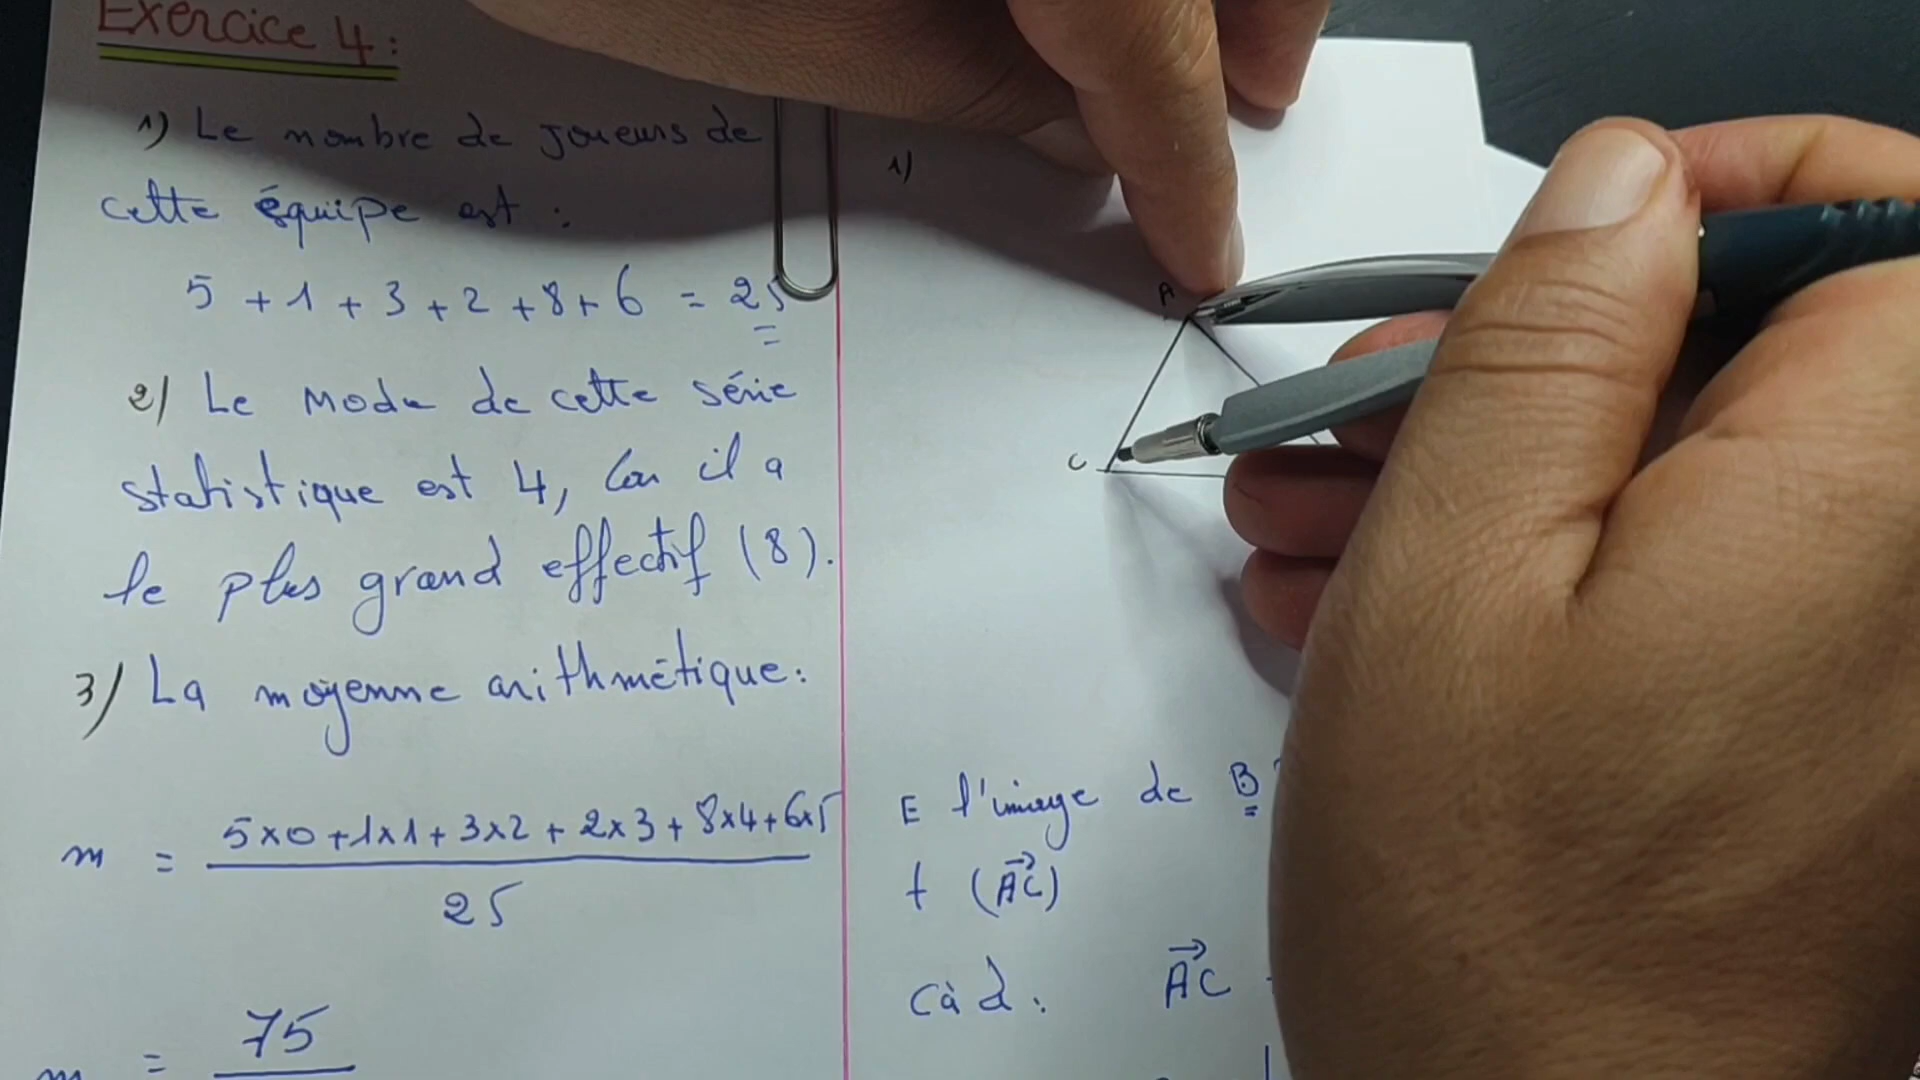 Exercice 4:
1) Le nombre de joueurs de
cette équipe est :
5 + 1 + 3 + 2 + 8 + 6 = 25
2) Le mode de cette série
statistique est 4, Car il a
le plus grand effectif (8).
3) La moyenne arithmétique:
m = 5×0 + 1×1 + 3×2 + 2×3 + 8×4 + 6×5
25
m = 75
1)
A
C
E l'image de B
t (AC)
Càd: AC